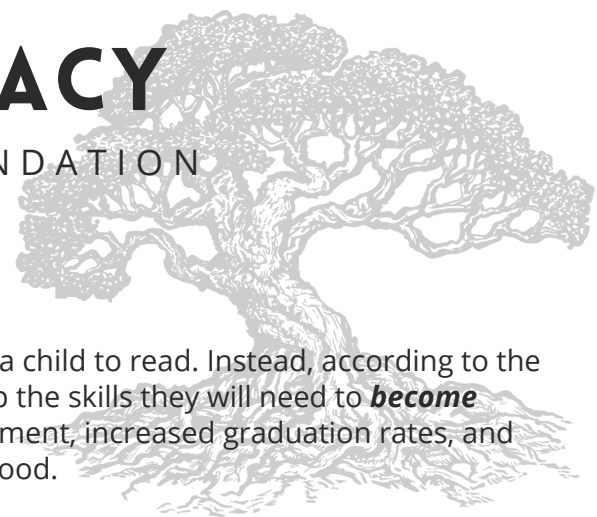 ACY
NDATION
a child to read. Instead, according to the
the skills they will need to become
ment, increased graduation rates, and
ood.